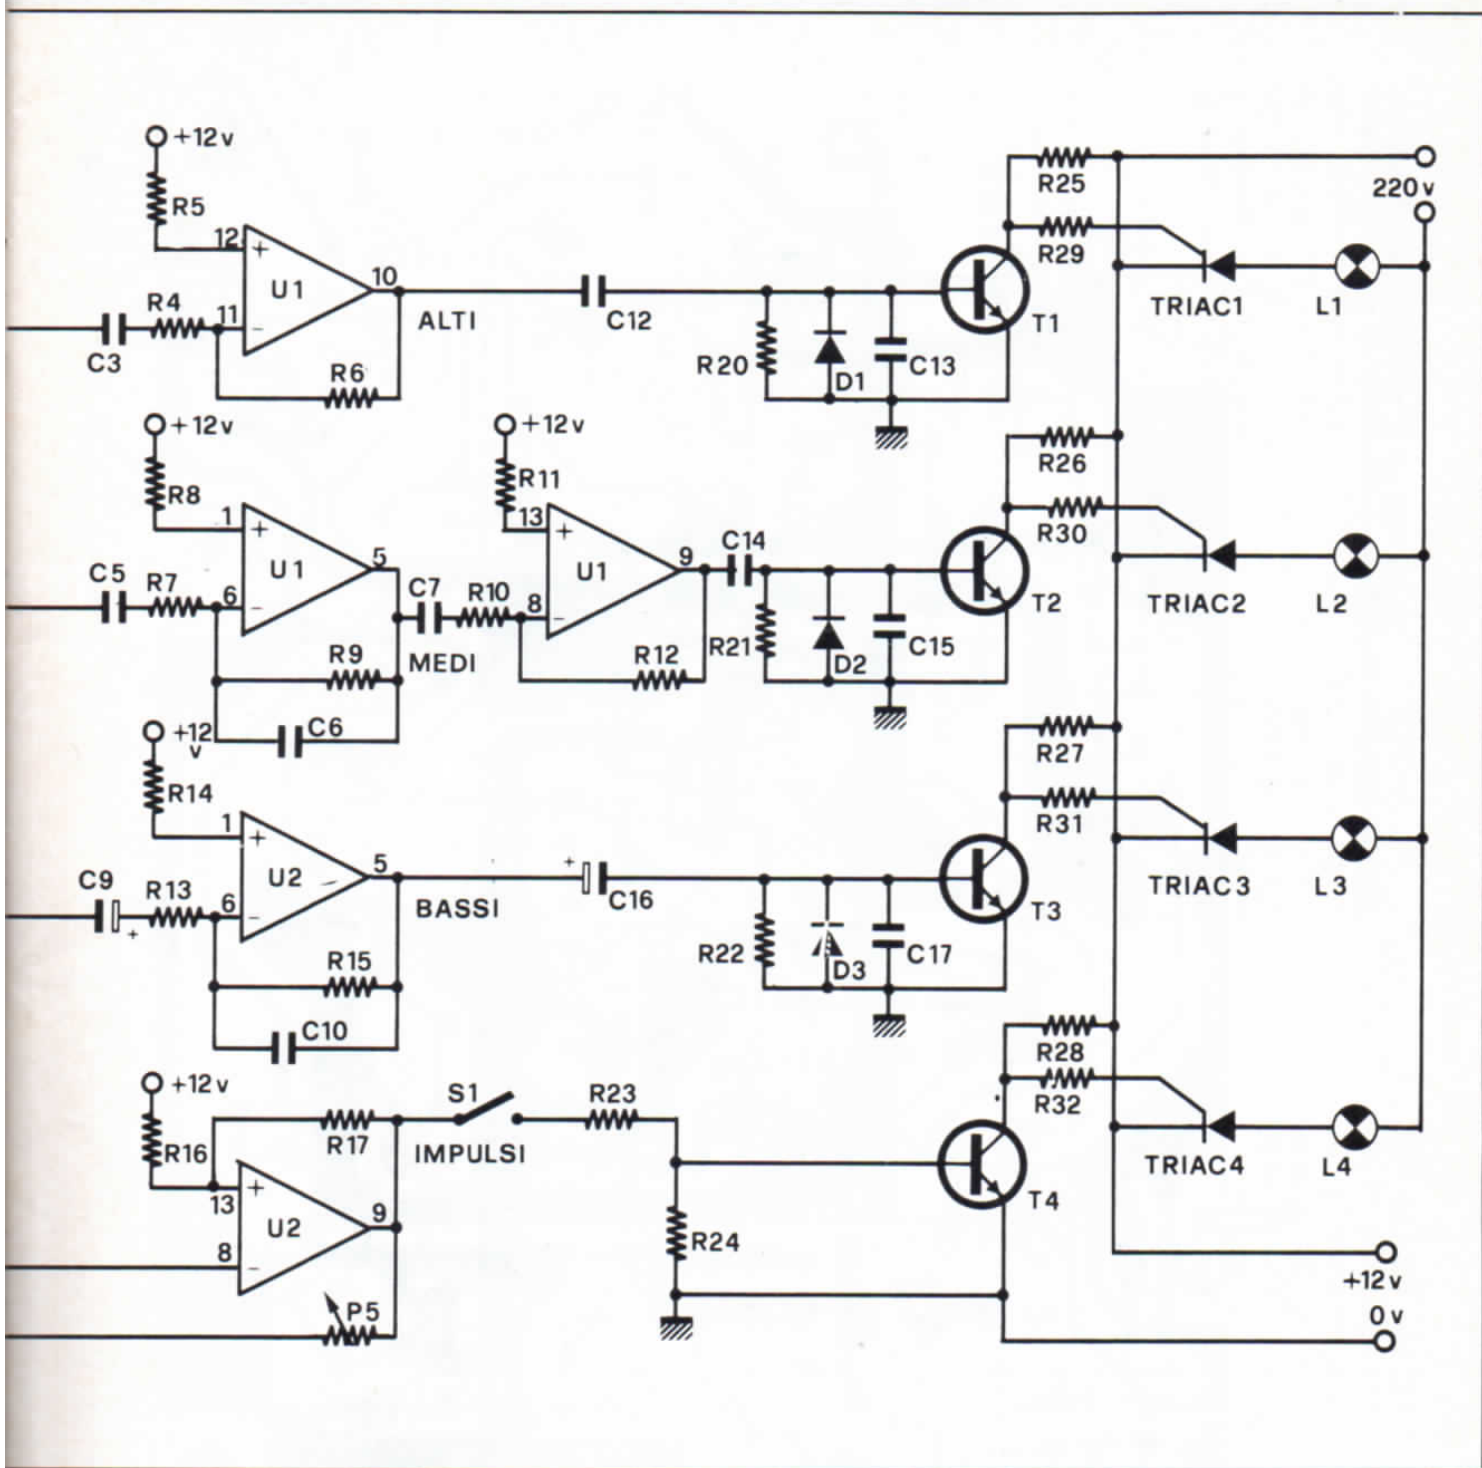 +12v
R5
12
+
U1
10
R4
11
-
C3
R6
ALTI
C12
R20
D1
C13
T1
R25
R29
220v
TRIAC1
L1
+12v
R8
1
+
U1
5
C5
R7
6
-
R9
C6
C7
MEDI
+12v
R11
13
+
U1
9
R10
8
-
R12
C14
R21
D2
C15
T2
R26
R30
TRIAC2
L2
+12
v
R14
1
+
U2
5
C9
+
R13
6
-
R15
C10
BASSI
+
C16
R22
D3
C17
T3
R27
R31
TRIAC3
L3
+12v
R16
R17
13
+
U2
9
8
-
P5
S1
IMPULSI
R23
R24
T4
R28
R32
TRIAC4
L4
+12v
0v